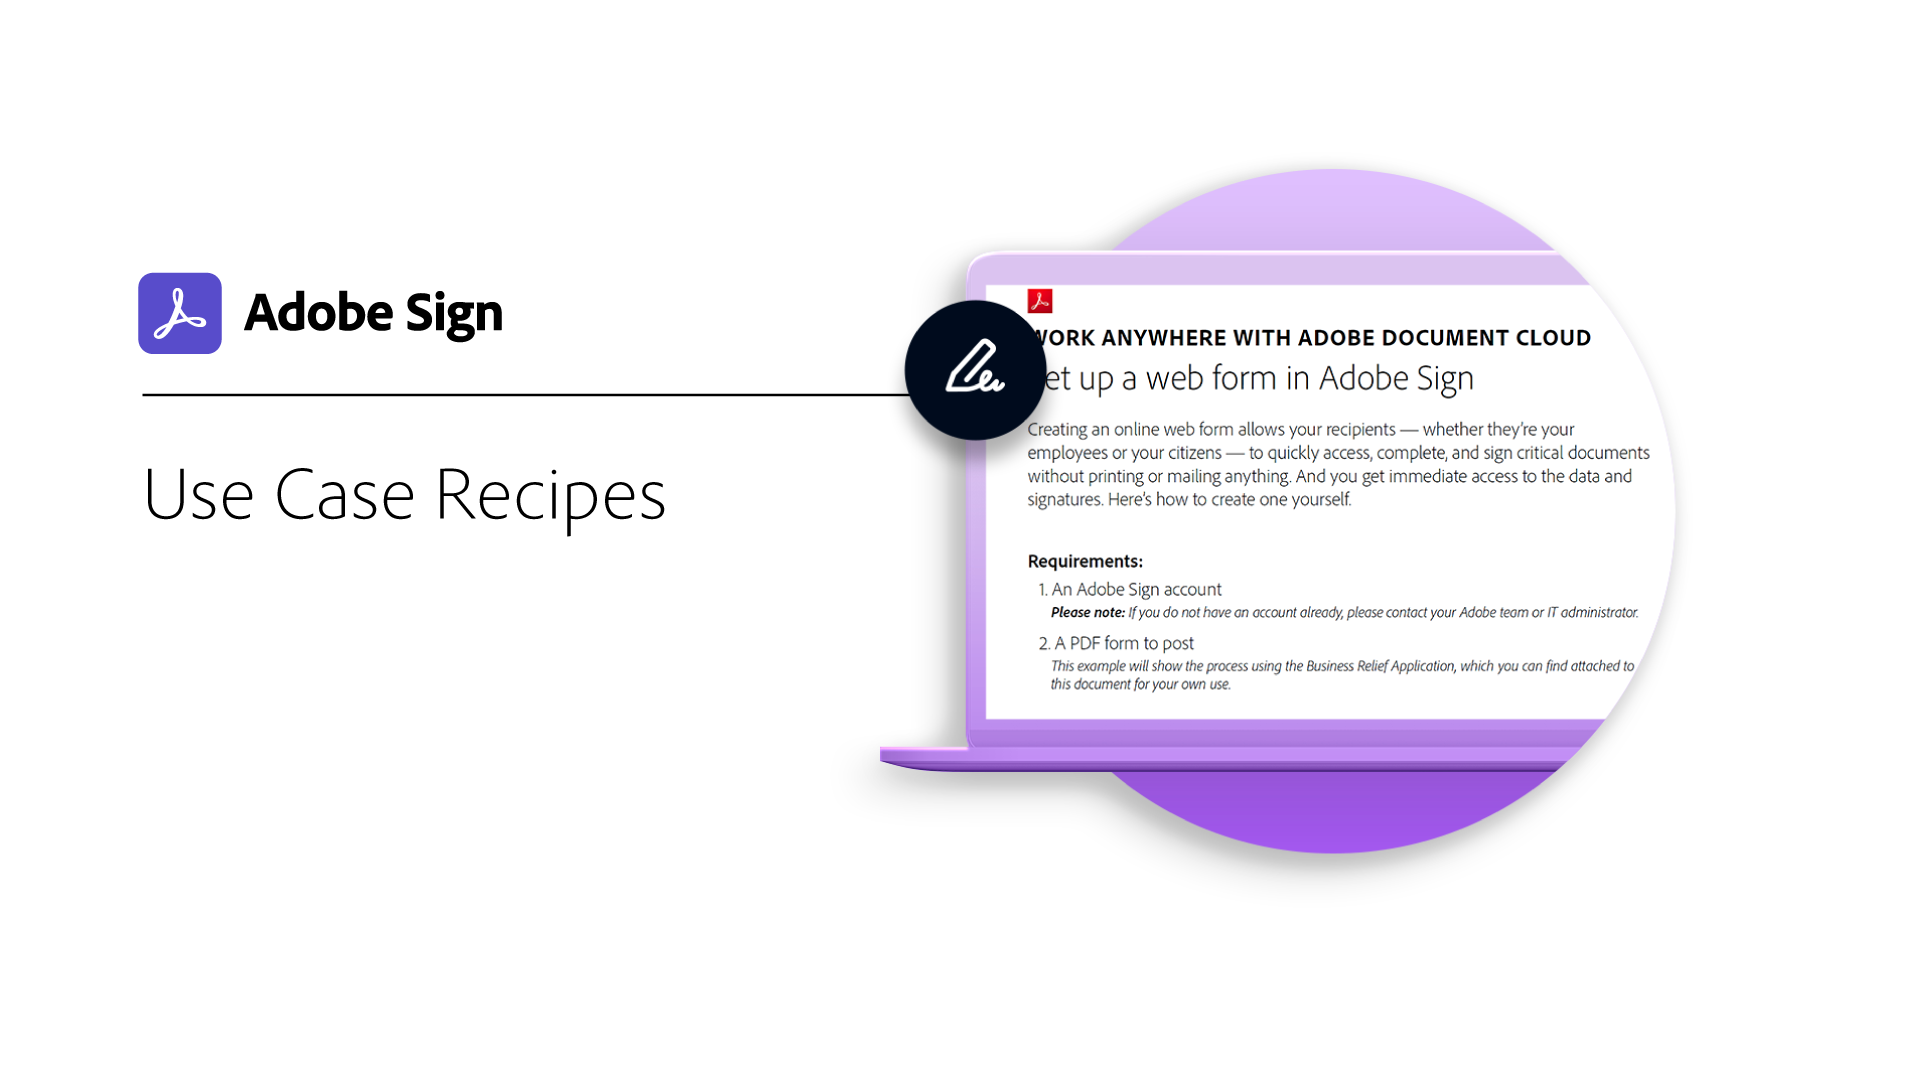 Adobe Sign
Use Case Recipes
WORK ANYWHERE WITH ADOBE DOCUMENT CLOUD
et up a web form in Adobe Sign
Creating an online web form allows your recipients — whether they’re your
employees or your citizens — to quickly access, complete, and sign critical documents
without printing or mailing anything. And you get immediate access to the data and
signatures. Here’s how to create one yourself.
Requirements:
1. An Adobe Sign account
Please note: If you do not have an account already, please contact your Adobe team or IT administrator.
2. A PDF form to post
This example will show the process using the Business Relief Application, which you can find attached to
this document for your own use.